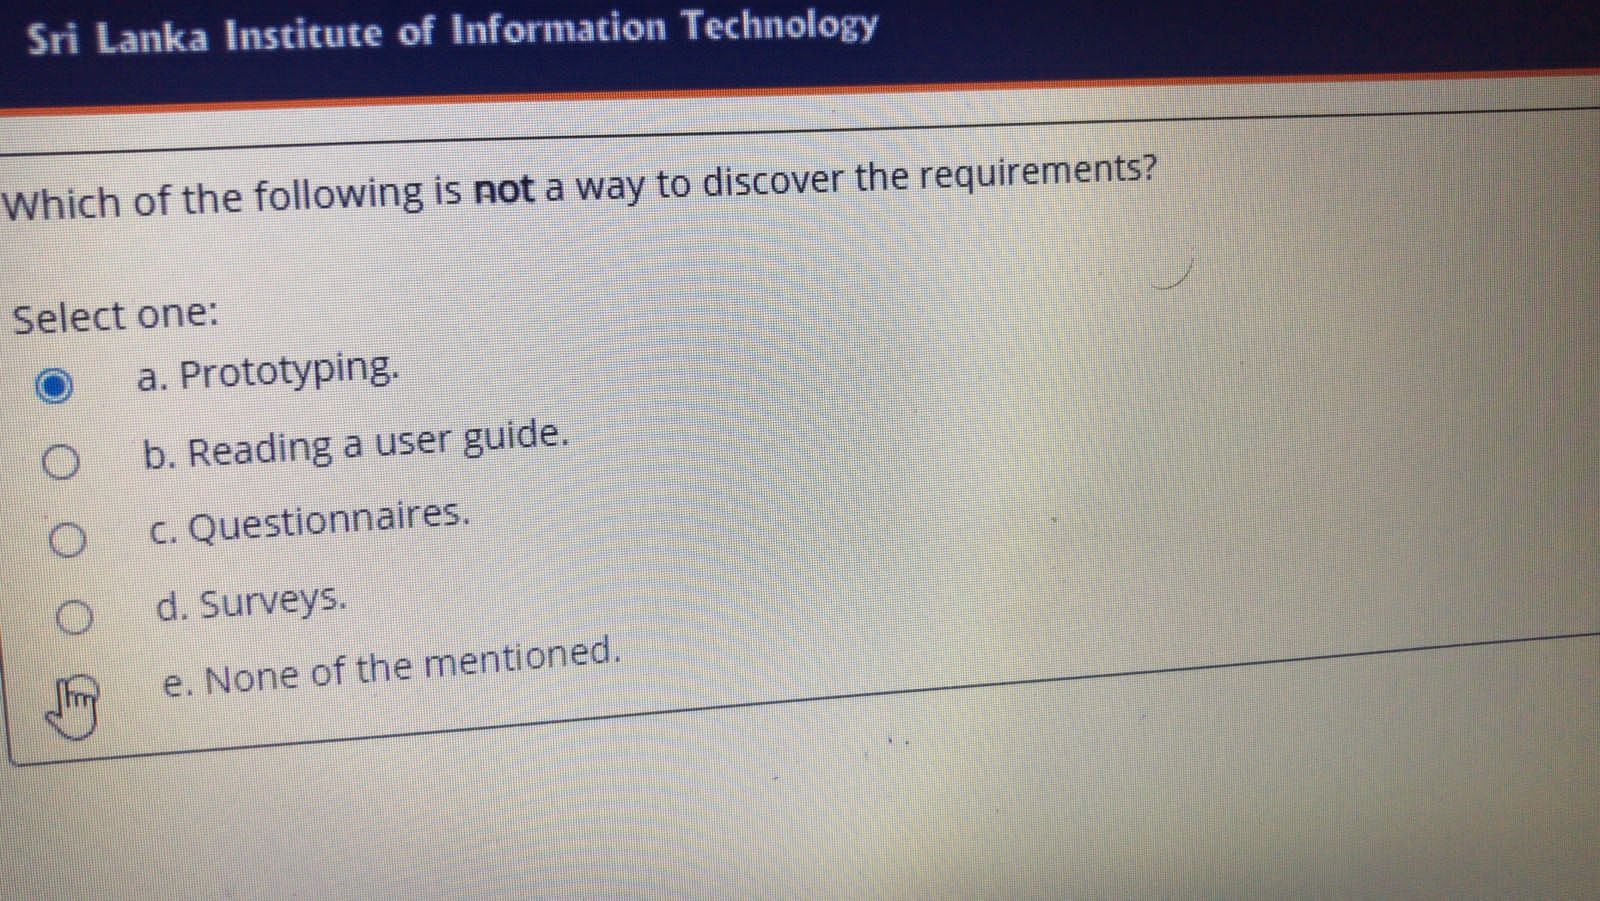 Sri Lanka Institute of Information Technology
Which of the following is not a way to discover the requirements?
Select one:
a. Prototyping.
b. Reading a user guide.
c. Questionnaires.
d. Surveys.
e. None of the mentioned.